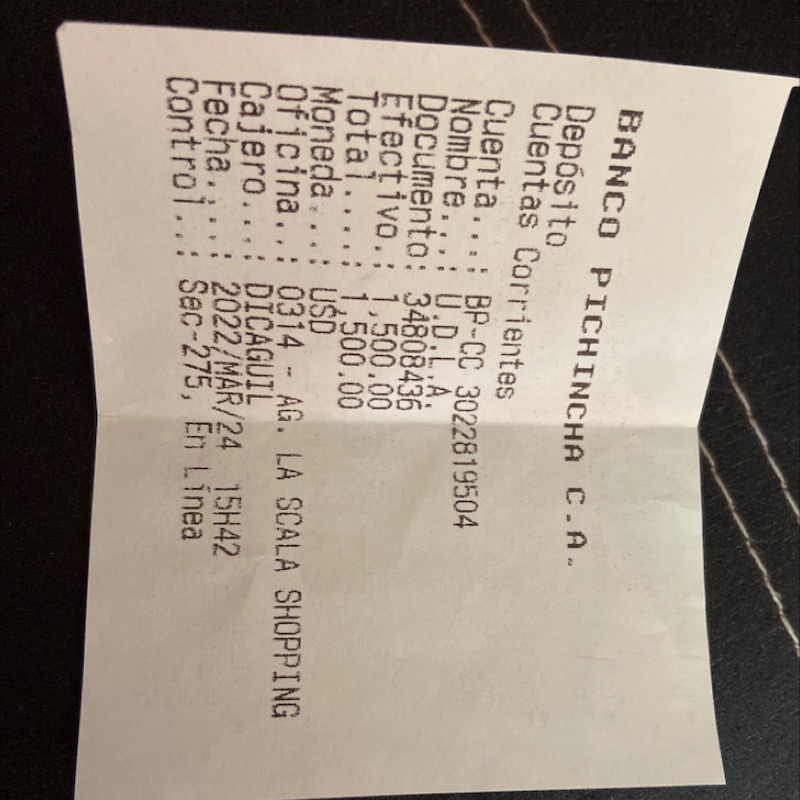 BANCO PICHINCHA C.A.
Depósito
Cuentas Corrientes
Cuenta...: BP-CC 3022819504
Nombre...: U.D.L.A.
Documento: 34808436
Efectivo.: 1,500.00
Total....: 1,500.00
Moneda...: USD
Oficina..: 0314 - AG. LA SCALA SHOPPING
Cajero...: DICAGUIL
Fecha....: 2022/MAR/24 15H42
Control..: Sec-275, En Línea